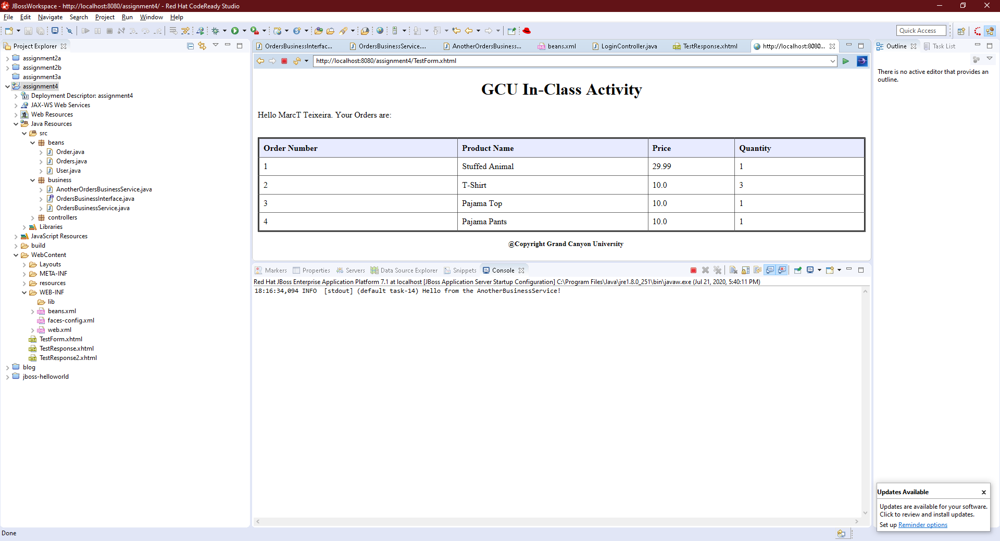 JBossWorkspace - http://localhost:8080/assignment4/ - Red Hat CodeReady Studio
File Edit Navigate Search Project Run Window Help
Quick Access
Project Explorer
assignment2a
assignment2b
assignment3a
assignment4
Deployment Descriptor: assignment4
JAX-WS Web Services
Web Resources
Java Resources
src
beans
Order.java
Orders.java
User.java
business
AnotherOrdersBusinessService.java
OrdersBusinessInterface.java
OrdersBusinessService.java
controllers
Libraries
JavaScript Resources
build
WebContent
Layouts
META-INF
resources
WEB-INF
lib
beans.xml
faces-config.xml
web.xml
TestForm.xhtml
TestResponse.xhtml
TestResponse2.xhtml
blog
jboss-helloworld
OrdersBusinessInterfac... OrdersBusinessService.... AnotherOrdersBusiness... beans.xml LoginController.java TestResponse.xhtml http://localhost:8080...
http://localhost:8080/assignment4/TestForm.xhtml
GCU In-Class Activity
Hello MarcT Teixeira. Your Orders are:
Order Number Product Name Price Quantity
1 Stuffed Animal 29.99 1
2 T-Shirt 10.0 3
3 Pajama Top 10.0 1
4 Pajama Pants 10.0 1
@Copyright Grand Canyon University
Markers Properties Servers Data Source Explorer Snippets Console
Red Hat JBoss Enterprise Application Platform 7.1 at localhost [JBoss Application Server Startup Configuration] C:\Program Files\Java\jre1.8.0_251\bin\javaw.exe (Jul 21, 2020, 5:40:11 PM)
18:16:34,094 INFO  [stdout] (default task-14) Hello from the AnotherBusinessService!
Outline Task List
There is no active editor that provides an
outline.
Updates Available
Updates are available for your software.
Click to review and install updates.
Set up Reminder options
Done